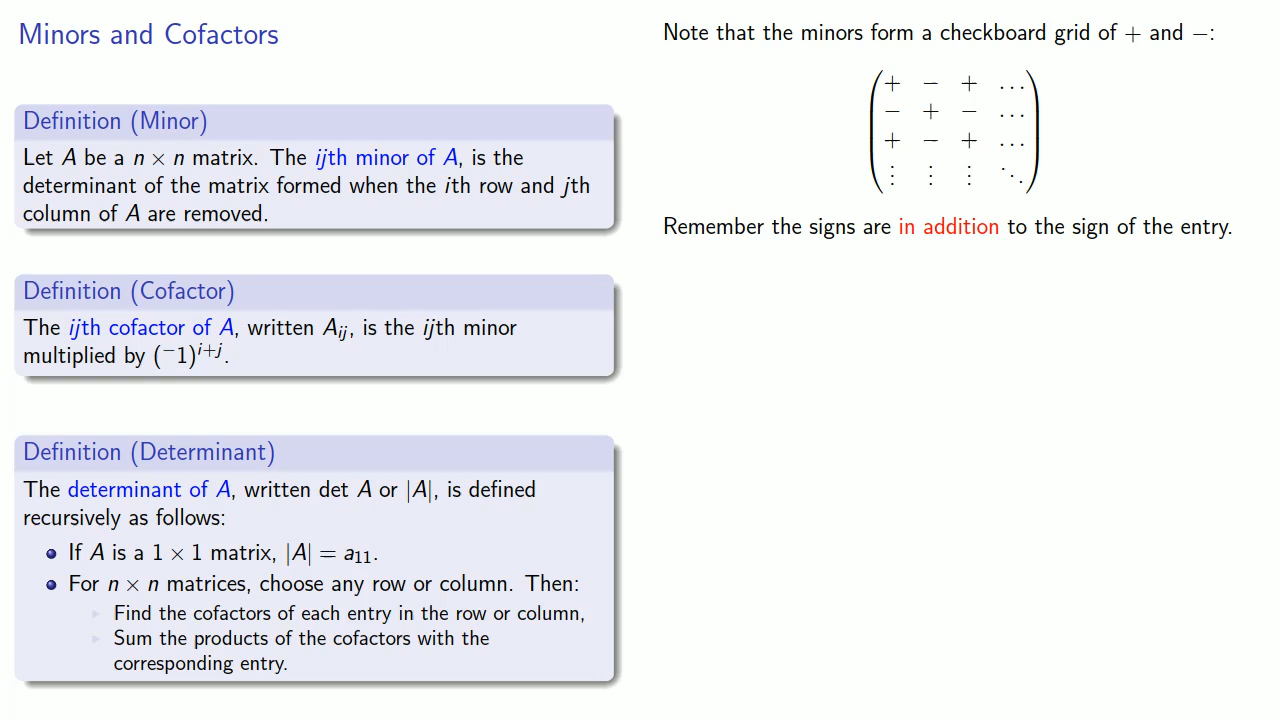 Minors and Cofactors
Definition (Minor)
Let A be a n × n matrix. The ijth minor of A, is the
determinant of the matrix formed when the ith row and jth
column of A are removed.
Definition (Cofactor)
The ijth cofactor of A, written A_{ij}, is the ijth minor
multiplied by (⁻1)^{i+j}.
Definition (Determinant)
The determinant of A, written det A or |A|, is defined
recursively as follows:
If A is a 1 × 1 matrix, |A| = a_{11}.
For n × n matrices, choose any row or column. Then:
Find the cofactors of each entry in the row or column,
Sum the products of the cofactors with the
corresponding entry.
Note that the minors form a checkboard grid of + and −:
+ − + …
− + − …
+ − + …
⋮ ⋮ ⋮ ⋱
Remember the signs are in addition to the sign of the entry.